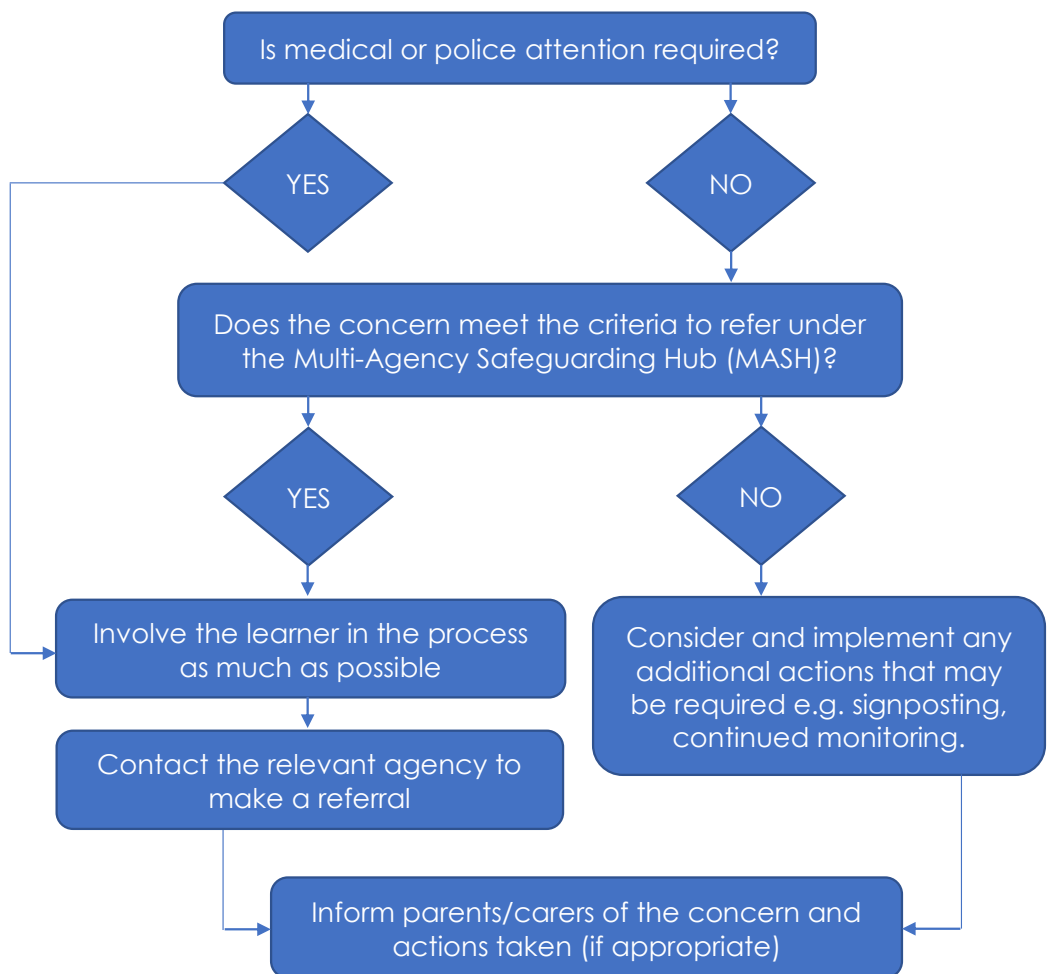 Is medical or police attention required?
YES
NO
Does the concern meet the criteria to refer under
the Multi-Agency Safeguarding Hub (MASH)?
YES
NO
Involve the learner in the process
as much as possible
Consider and implement any
additional actions that may
be required e.g. signposting,
continued monitoring.
Contact the relevant agency to
make a referral
Inform parents/carers of the concern and
actions taken (if appropriate)